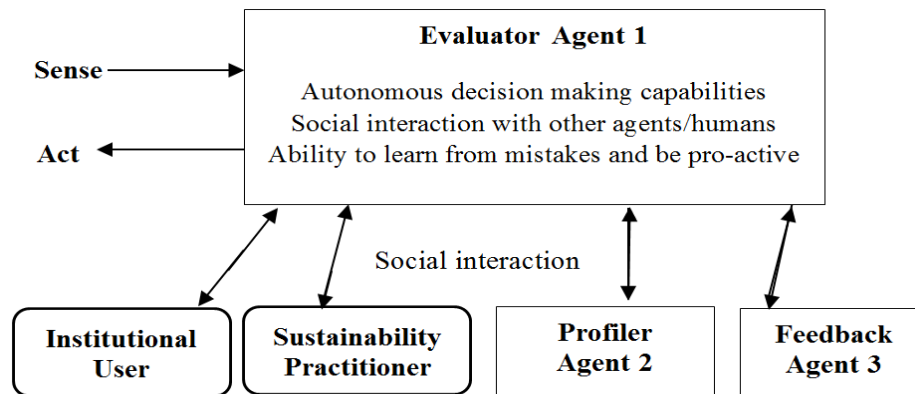 Evaluator Agent 1
Sense
Autonomous decision making capabilities
Social interaction with other agents/humans
Act
Ability to learn from mistakes and be pro-active
Social interaction
Institutional
User
Sustainability
Practitioner
Profiler
Agent 2
Feedback
Agent 3